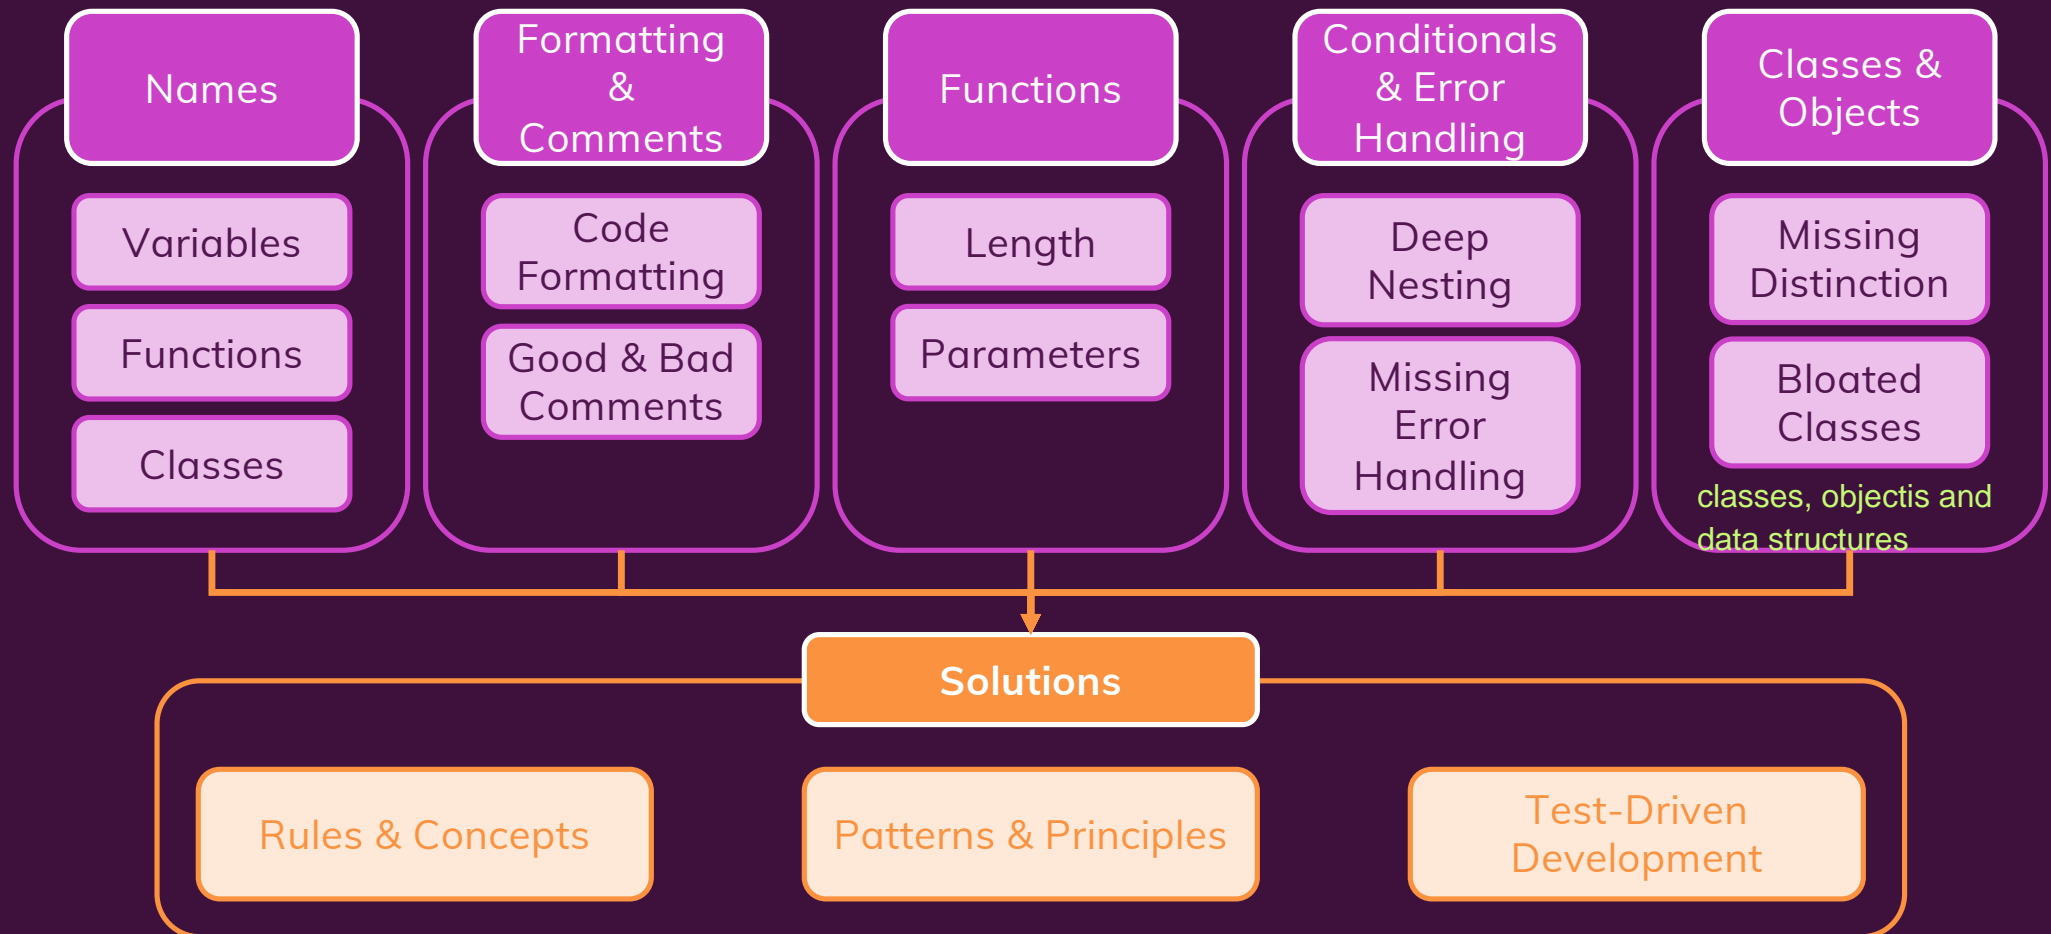 Names
Variables
Functions
Classes
Formatting
&
Comments
Code
Formatting
Good & Bad
Comments
Functions
Length
Parameters
Conditionals
& Error
Handling
Deep
Nesting
Missing
Error
Handling
Classes &
Objects
Missing
Distinction
Bloated
Classes
classes, objectis and
data structures
Solutions
Rules & Concepts
Patterns & Principles
Test-Driven
Development